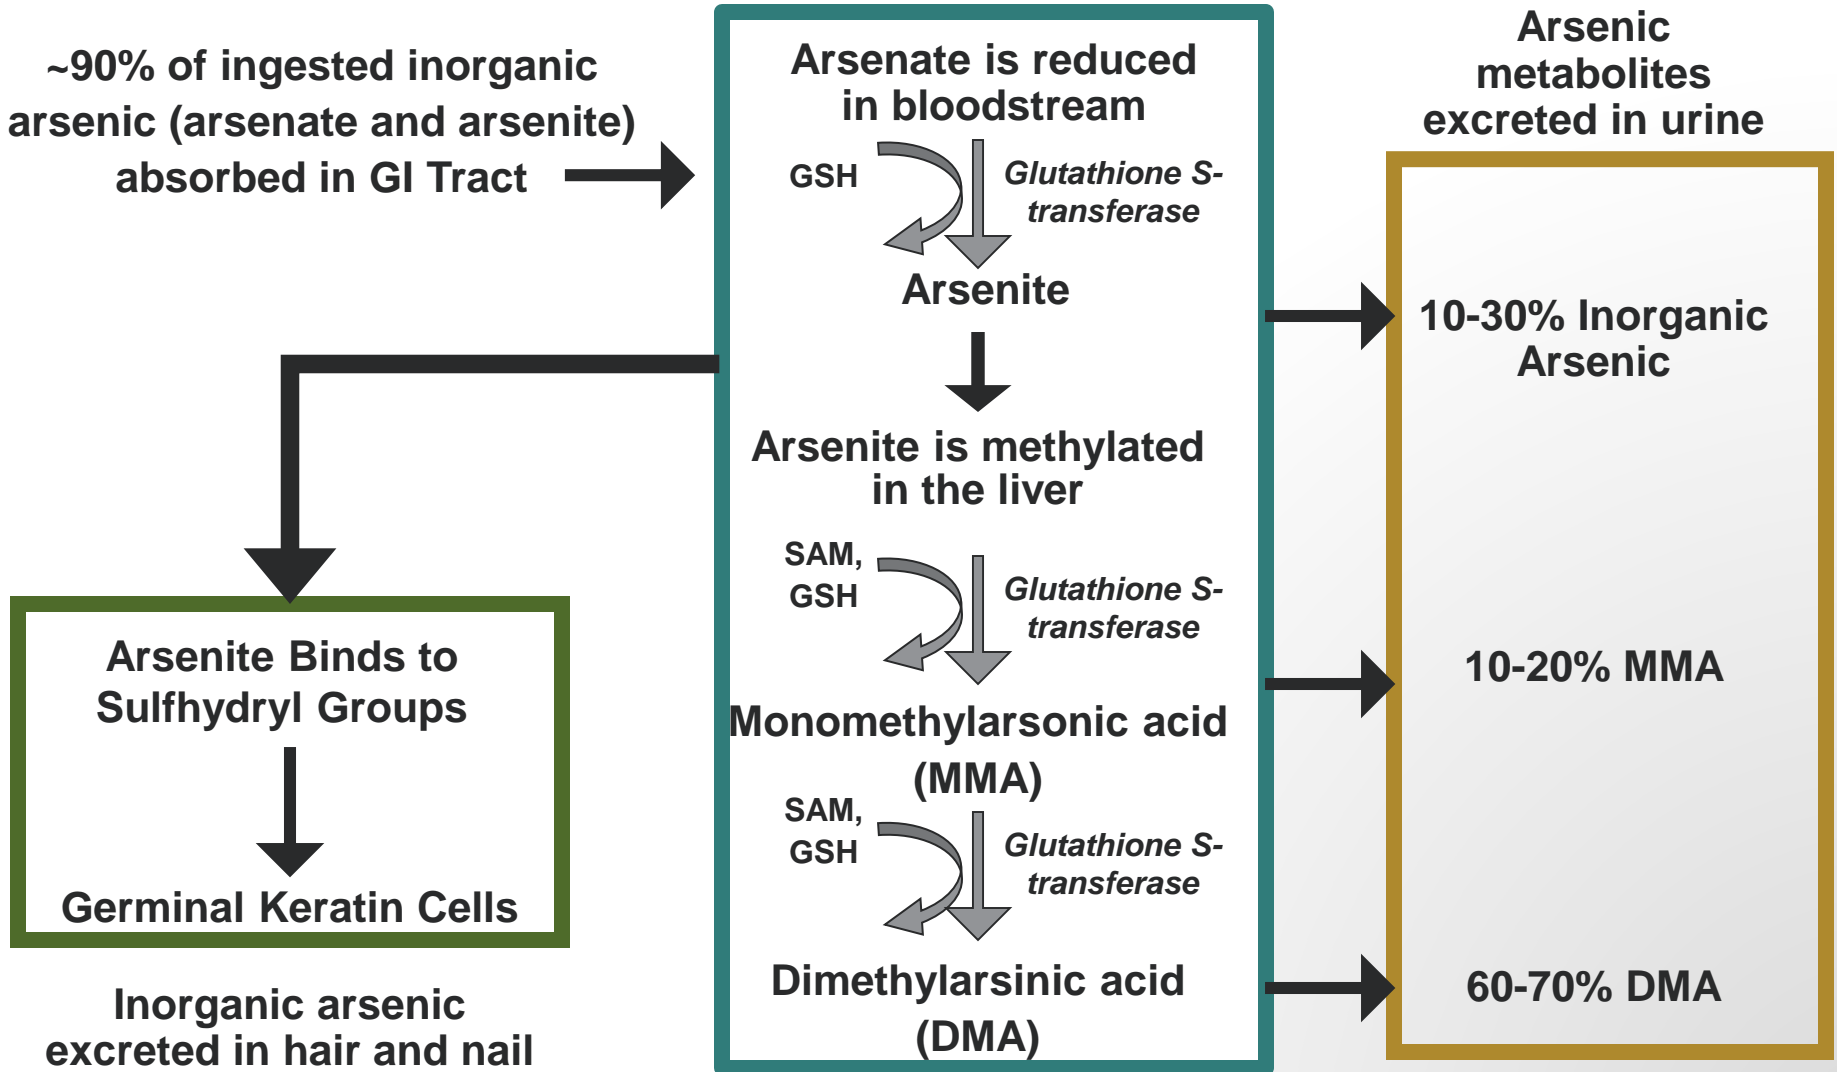 ~90% of ingested inorganic
arsenic (arsenate and arsenite)
absorbed in GI Tract
Arsenate is reduced
in bloodstream
GSH
Glutathione S-
transferase
Arsenite
Arsenite is methylated
in the liver
SAM,
GSH
Glutathione S-
transferase
Monomethylarsonic acid
(MMA)
SAM,
GSH
Glutathione S-
transferase
Dimethylarsinic acid
(DMA)
Arsenite Binds to
Sulfhydryl Groups
Germinal Keratin Cells
Inorganic arsenic
excreted in hair and nail
Arsenic
metabolites
excreted in urine
10-30% Inorganic
Arsenic
10-20% MMA
60-70% DMA